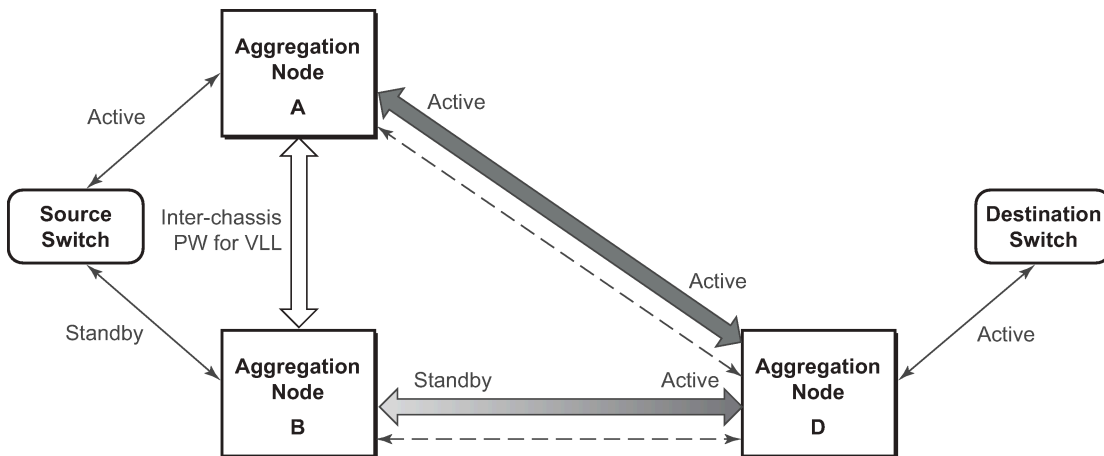 Aggregation
Node
A
Active
Active
Source
Switch
Inter-chassis
PW for VLL
Destination
Switch
Active
Standby
Active
Aggregation
Node
B
Standby
Active
Aggregation
Node
D